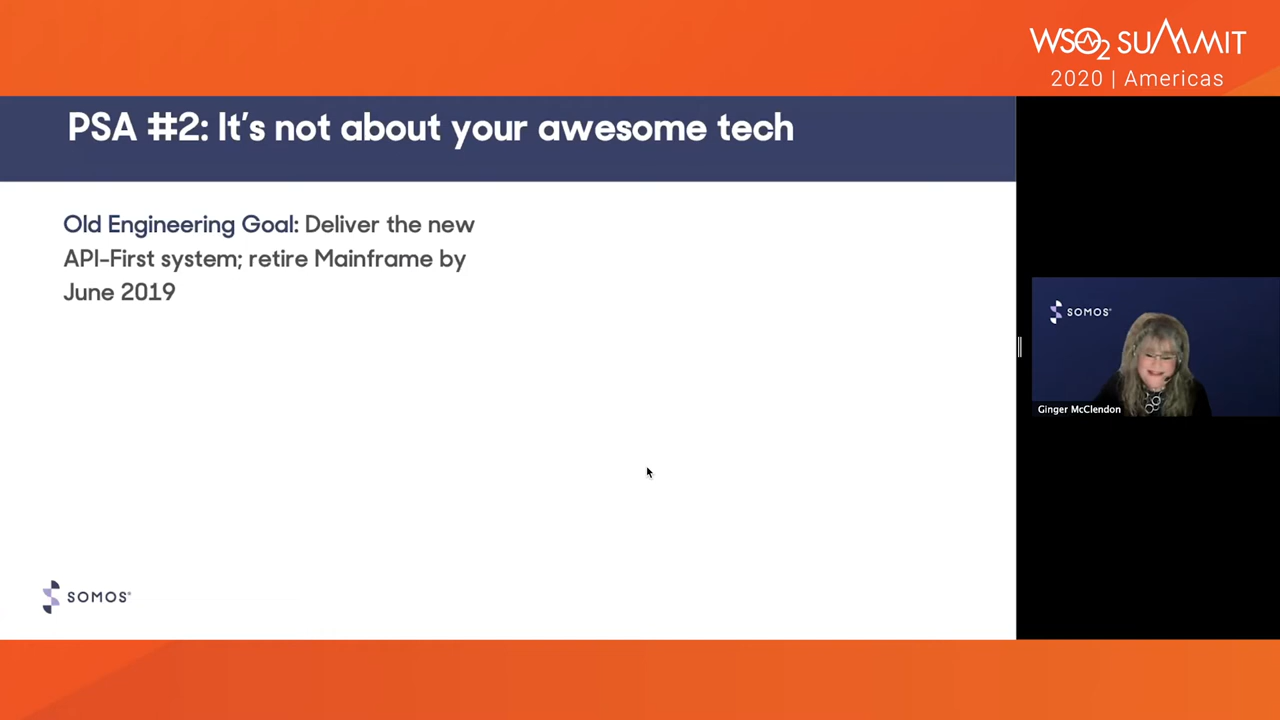 WSO2 SUMMIT
2020 | Americas
PSA #2: It's not about your awesome tech
Old Engineering Goal: Deliver the new
API-First system; retire Mainframe by
June 2019
SOMOS®
Ginger McClendon
SOMOS®